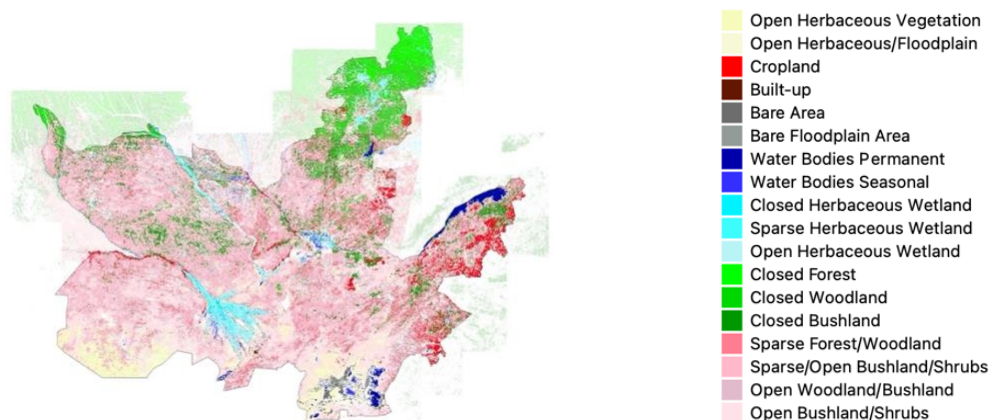 Open Herbaceous Vegetation
Open Herbaceous/Floodplain
Cropland
Built-up
Bare Area
Bare Floodplain Area
Water Bodies Permanent
Water Bodies Seasonal
Closed Herbaceous Wetland
Sparse Herbaceous Wetland
Open Herbaceous Wetland
Closed Forest
Closed Woodland
Closed Bushland
Sparse Forest/Woodland
Sparse/Open Bushland/Shrubs
Open Woodland/Bushland
Open Bushland/Shrubs